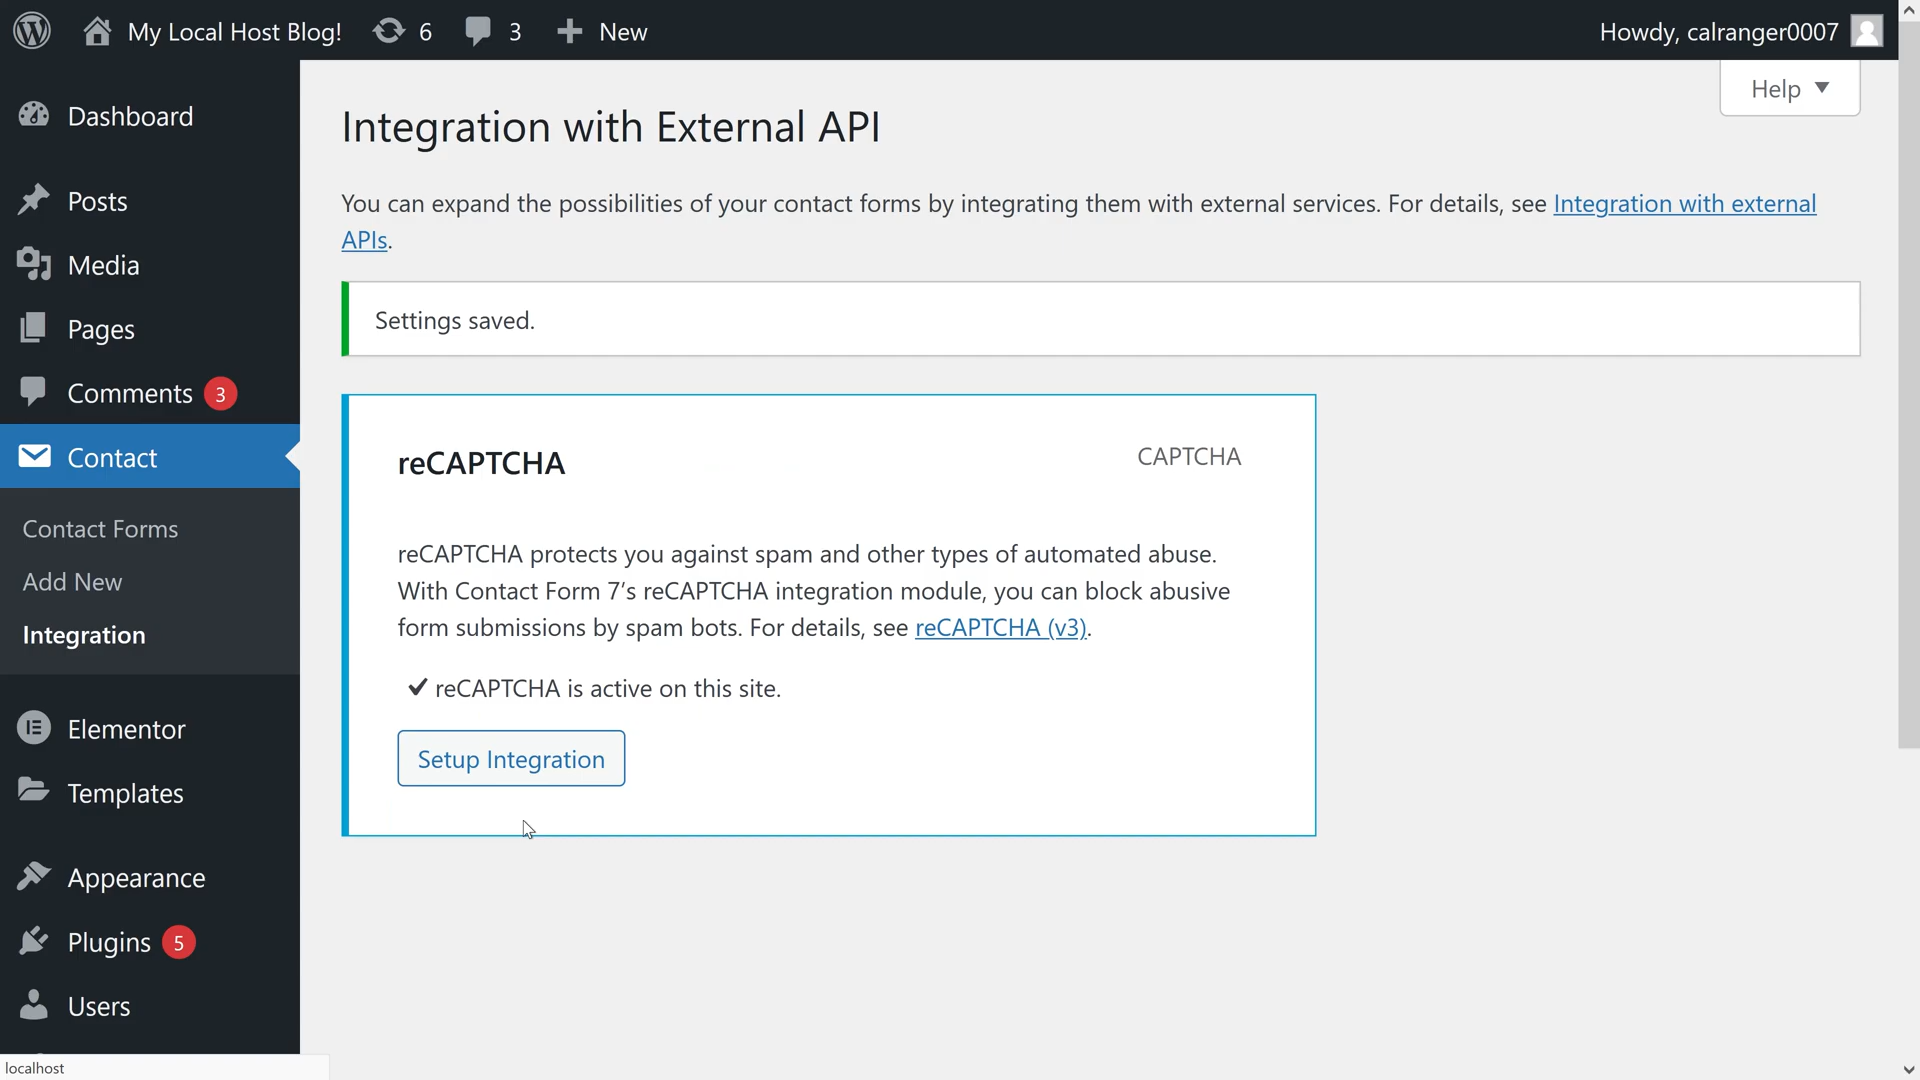 My Local Host Blog!
6
3
New
Howdy, calranger0007
Help
Dashboard
Posts
Media
Pages
Comments 3
Contact
Contact Forms
Add New
Integration
Elementor
Templates
Appearance
Plugins 5
Users
Integration with External API
You can expand the possibilities of your contact forms by integrating them with external services. For details, see Integration with external
APIs.
Settings saved.
reCAPTCHA
CAPTCHA
reCAPTCHA protects you against spam and other types of automated abuse.
With Contact Form 7’s reCAPTCHA integration module, you can block abusive
form submissions by spam bots. For details, see reCAPTCHA (v3).
reCAPTCHA is active on this site.
Setup Integration
localhost